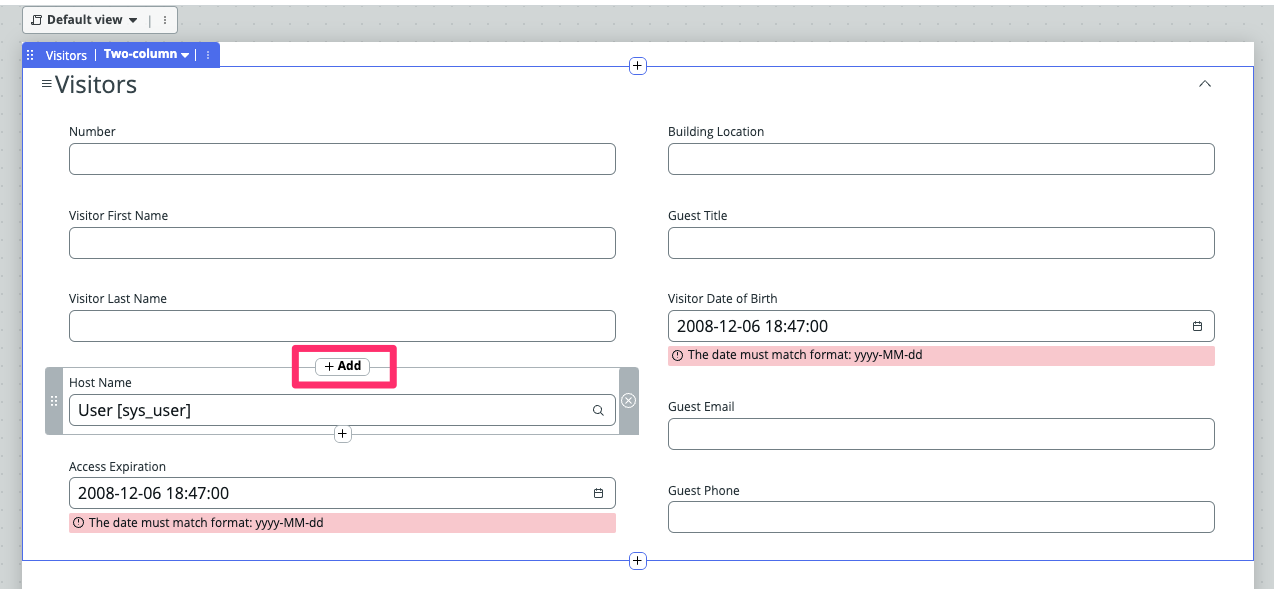 Default view
Visitors | Two-column
Visitors
Number
Visitor First Name
Visitor Last Name
+ Add
Host Name
User [sys_user]
Access Expiration
2008-12-06 18:47:00
The date must match format: yyyy-MM-dd
Building Location
Guest Title
Visitor Date of Birth
2008-12-06 18:47:00
The date must match format: yyyy-MM-dd
Guest Email
Guest Phone